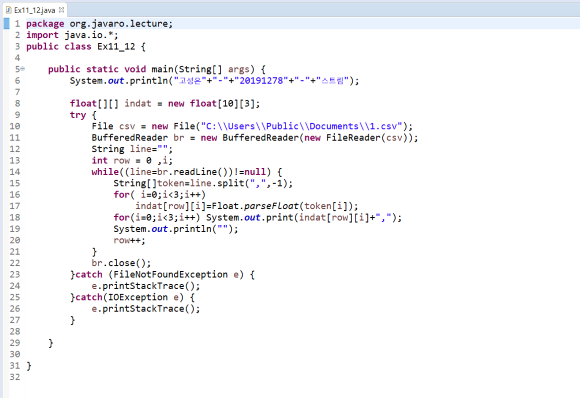 Ex11_12.java
1 package org.javaro.lecture;
2 import java.io.*;
3 public class Ex11_12 {
4
5 public static void main(String[] args) {
6 System.out.println("고성은"+"-"+"20191278"+"-"+"스트림");
7
8 float[][] indat = new float[10][3];
9 try {
10 File csv = new File("C:\\Users\\Public\\Documents\\1.csv");
11 BufferedReader br = new BufferedReader(new FileReader(csv));
12 String line="";
13 int row = 0 ,i;
14 while((line=br.readLine())!=null) {
15 String[]token=line.split(",",-1);
16 for( i=0;i<3;i++)
17 indat[row][i]=Float.parseFloat(token[i]);
18 for(i=0;i<3;i++) System.out.print(indat[row][i]+",");
19 System.out.println("");
20 row++;
21 }
22 br.close();
23 }catch (FileNotFoundException e) {
24 e.printStackTrace();
25 }catch(IOException e) {
26 e.printStackTrace();
27 }
28
29 }
30
31 }
32